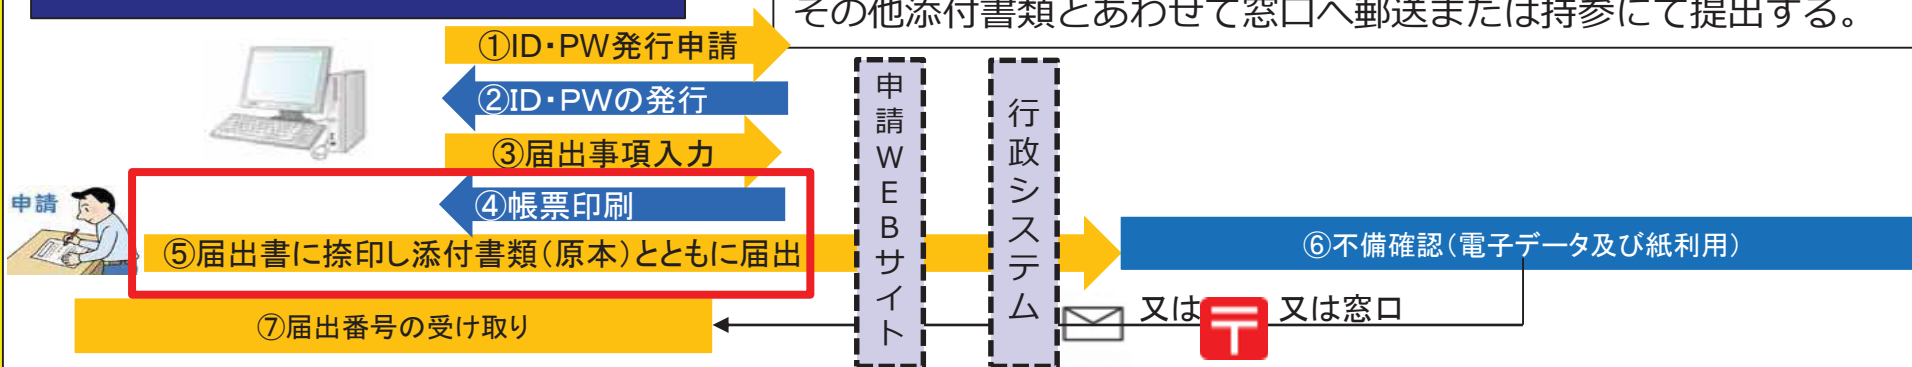 その他添付書類とあわせて窓口へ郵送または持参にて提出する。
①ID・PW発行申請
②ID・PWの発行
③届出事項入力
④帳票印刷
申請
⑤届出書に捺印し添付書類(原本)とともに届出
申請WEBサイト
行政システム
⑥不備確認(電子データ及び紙利用)
又は
又は窓口
⑦届出番号の受け取り